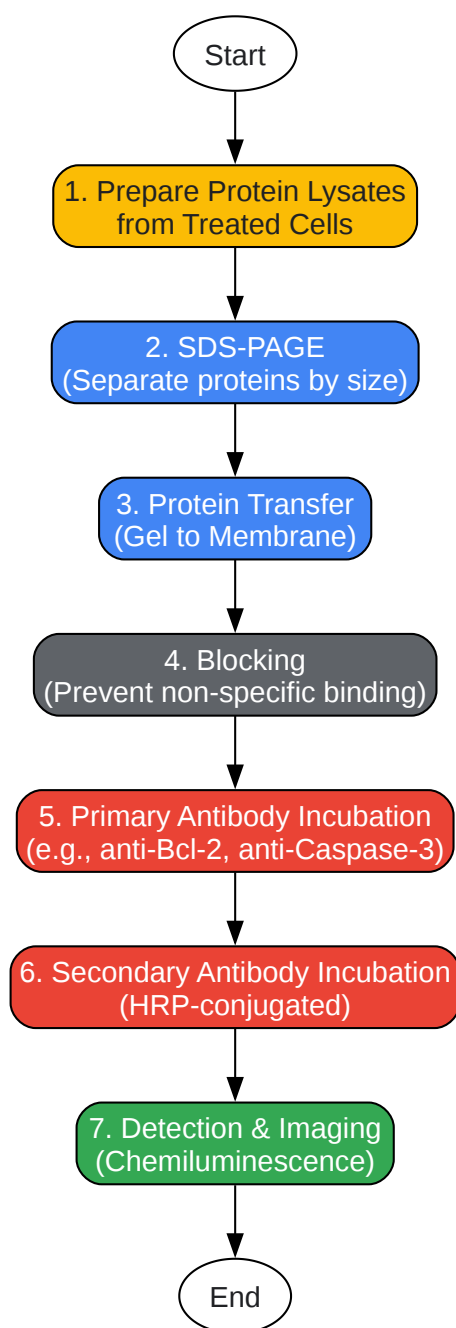 Start
1. Prepare Protein Lysates
from Treated Cells
2. SDS-PAGE
(Separate proteins by size)
3. Protein Transfer
(Gel to Membrane)
4. Blocking
(Prevent non-specific binding)
5. Primary Antibody Incubation
(e.g., anti-Bcl-2, anti-Caspase-3)
6. Secondary Antibody Incubation
(HRP-conjugated)
7. Detection & Imaging
(Chemiluminescence)
End